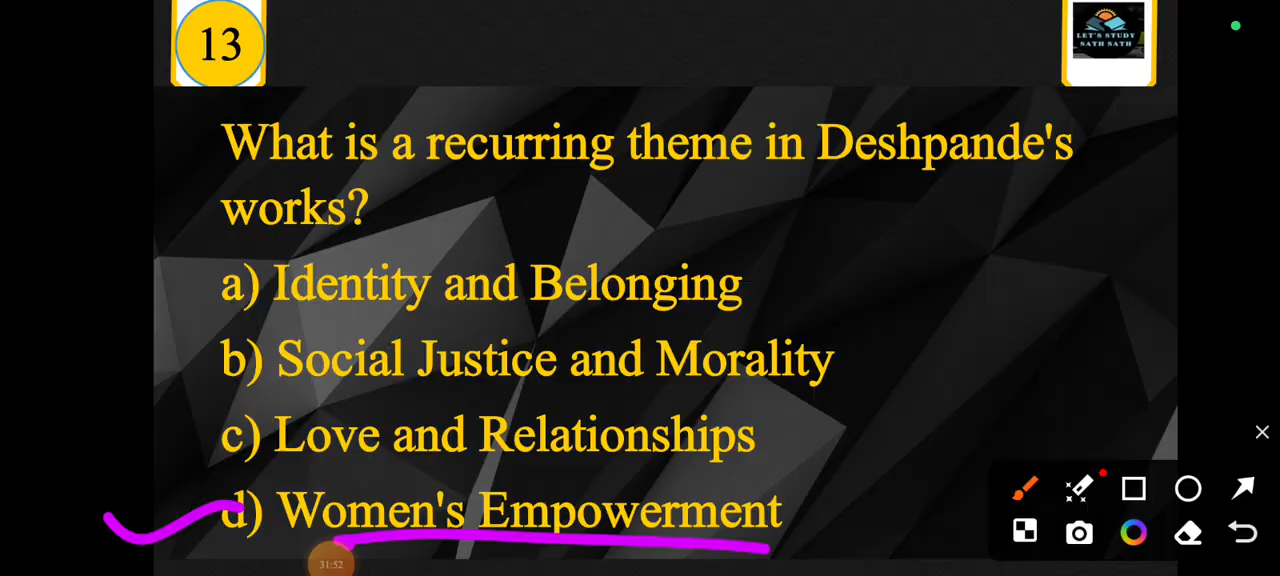 13
LET'S STUDY
SATH SATH
What is a recurring theme in Deshpande's
works?
a) Identity and Belonging
b) Social Justice and Morality
c) Love and Relationships
d) Women's Empowerment
31:52